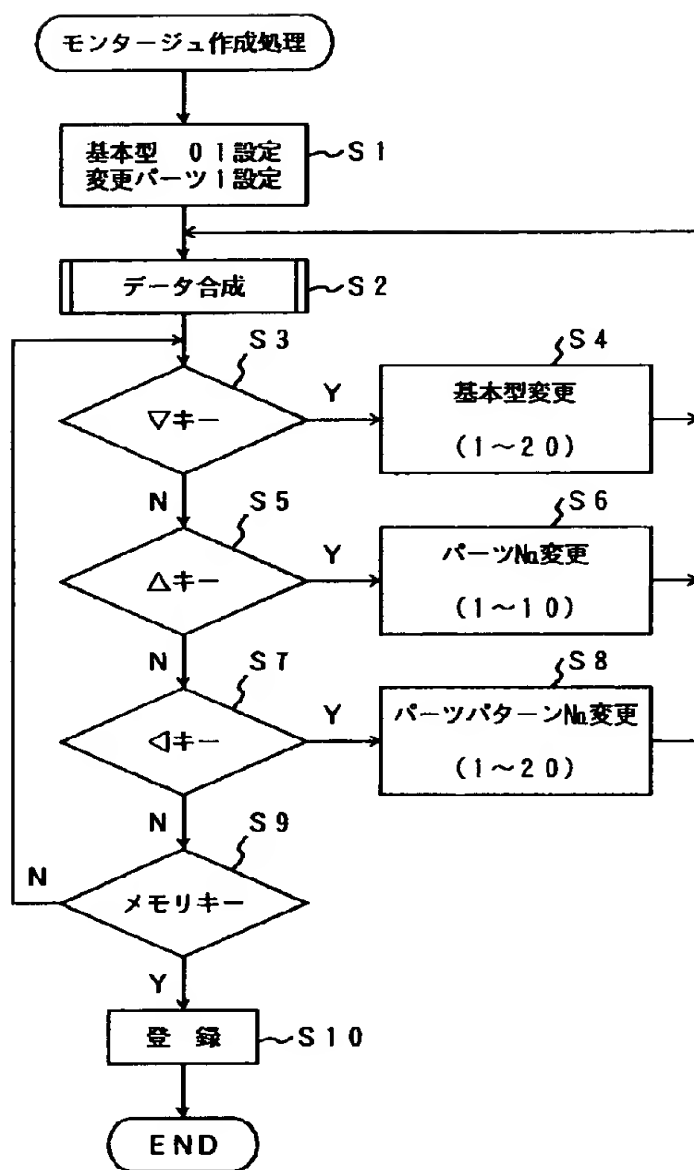 モンタージュ作成処理
基本型 01設定
変更パーツ1設定
S1
データ合成
S2
S3
▽キー
Y
N
S4
基本型変更
(1~20)
S5
△キー
Y
N
S6
パーツ№変更
(1~10)
S7
◁キー
Y
N
S8
パーツパターン№変更
(1~20)
S9
メモリキー
N
Y
登 録
S10
END